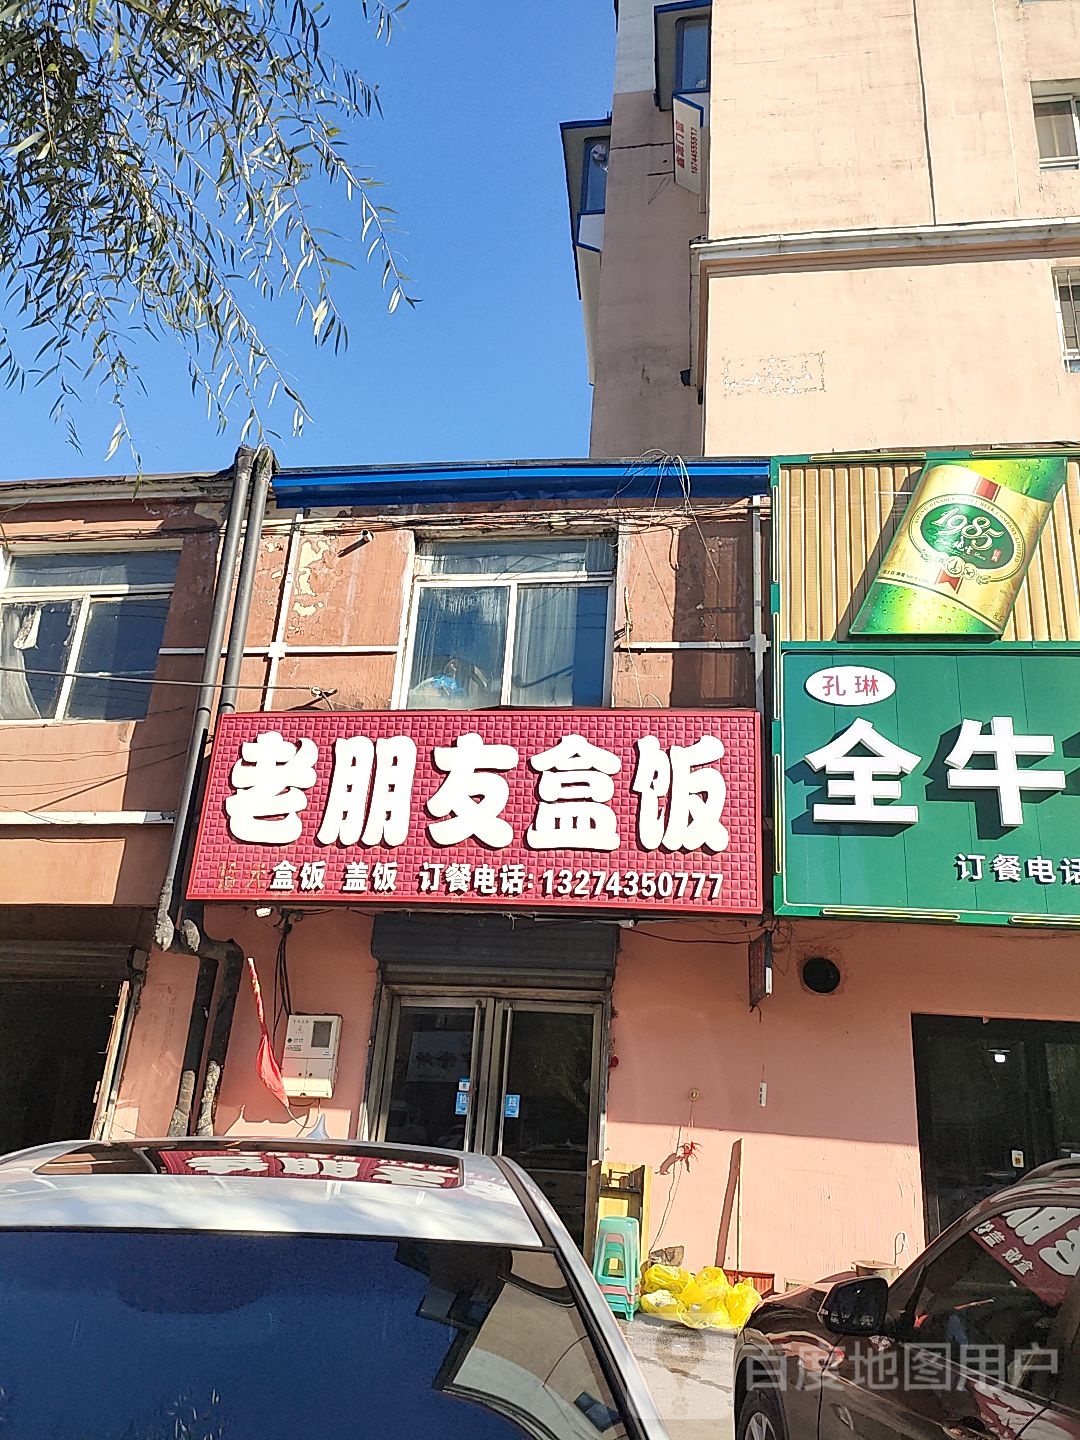 1985
孔琳
全牛
订餐电话
老朋友盒饭
盒饭 盖饭 订餐电话:13274350777
拉
百度地图用户